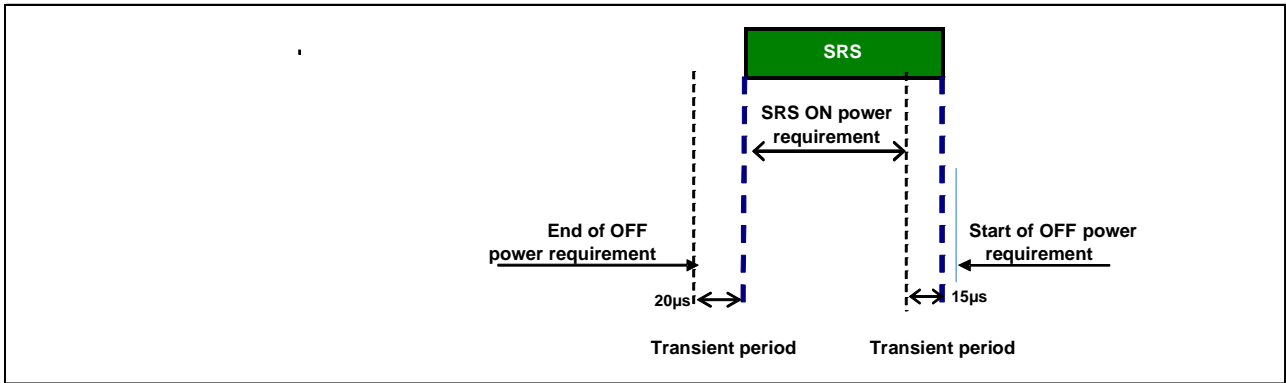 SRS
SRS ON power
requirement
End of OFF
power requirement
Start of OFF power
requirement
20µs
15µs
Transient period
Transient period